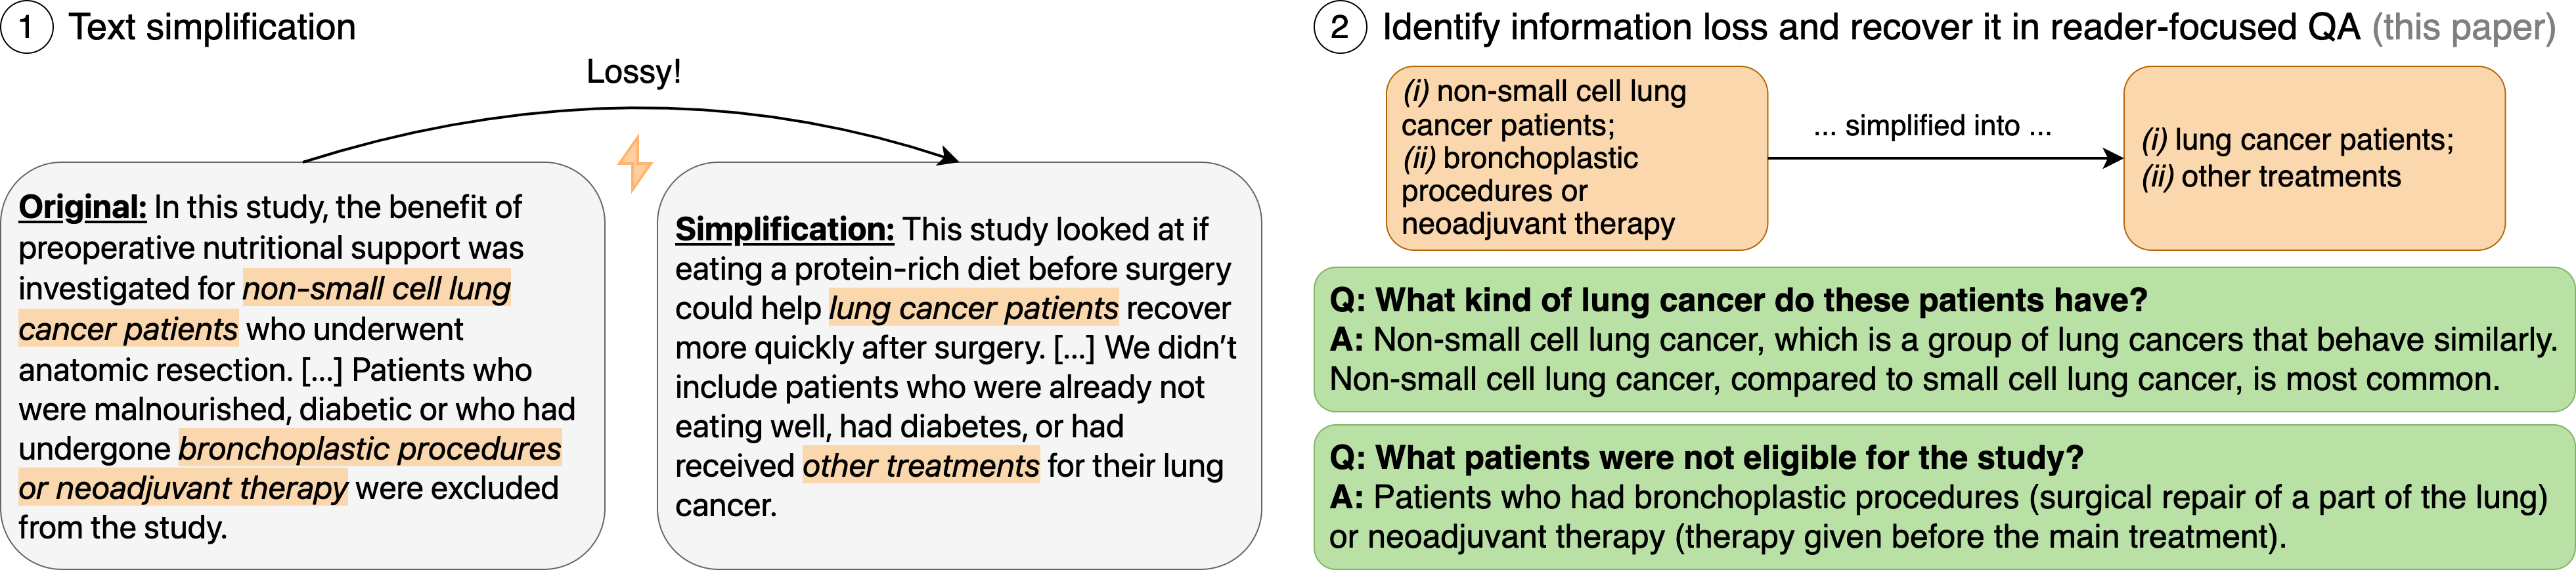 1 Text simplification
Lossy!
Original: In this study, the benefit of
preoperative nutritional support was
investigated for non-small cell lung
cancer patients who underwent
anatomic resection. [...] Patients who
were malnourished, diabetic or who had
undergone bronchoplastic procedures
or neoadjuvant therapy were excluded
from the study.
Simplification: This study looked at if
eating a protein-rich diet before surgery
could help lung cancer patients recover
more quickly after surgery. [...] We didn't
include patients who were already not
eating well, had diabetes, or had
received other treatments for their lung
cancer.
2 Identify information loss and recover it in reader-focused QA (this paper)
(i) non-small cell lung
cancer patients;
(ii) bronchoplastic
procedures or
neoadjuvant therapy
... simplified into ...
(i) lung cancer patients;
(ii) other treatments
Q: What kind of lung cancer do these patients have?
A: Non-small cell lung cancer, which is a group of lung cancers that behave similarly.
Non-small cell lung cancer, compared to small cell lung cancer, is most common.
Q: What patients were not eligible for the study?
A: Patients who had bronchoplastic procedures (surgical repair of a part of the lung)
or neoadjuvant therapy (therapy given before the main treatment).